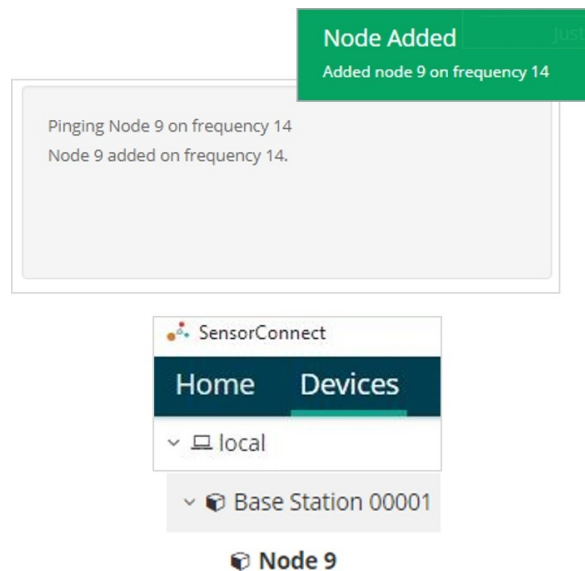 Node Added
Added node 9 on frequency 14
Pinging Node 9 on frequency 14
Node 9 added on frequency 14.
SensorConnect
Home Devices
local
Base Station 00001
Node 9